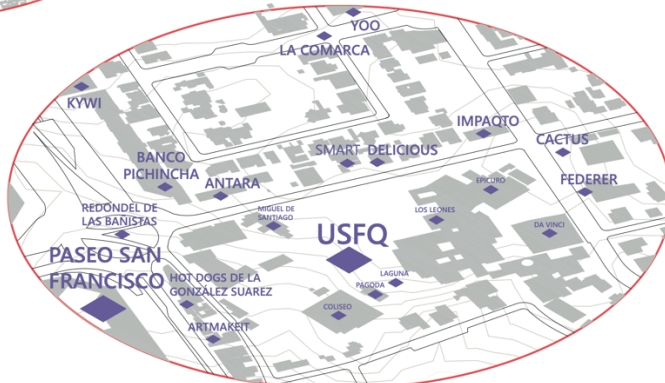 YOO
LA COMARCA
KYWI
IMPAQTO
CACTUS
SMART
DELICIOUS
BANCO
PICHINCHA
ANTARA
FEDERER
EPICURO
REDONDEL DE
LAS BAÑISTAS
MIGUEL DE
SANTIAGO
LOS LEONES
USFQ
DA VINCI
PASEO SAN
FRANCISCO
HOT DOGS DE LA
GONZÁLEZ SUAREZ
LAGUNA
PAGODA
COLISEO
ARTMAKEIT